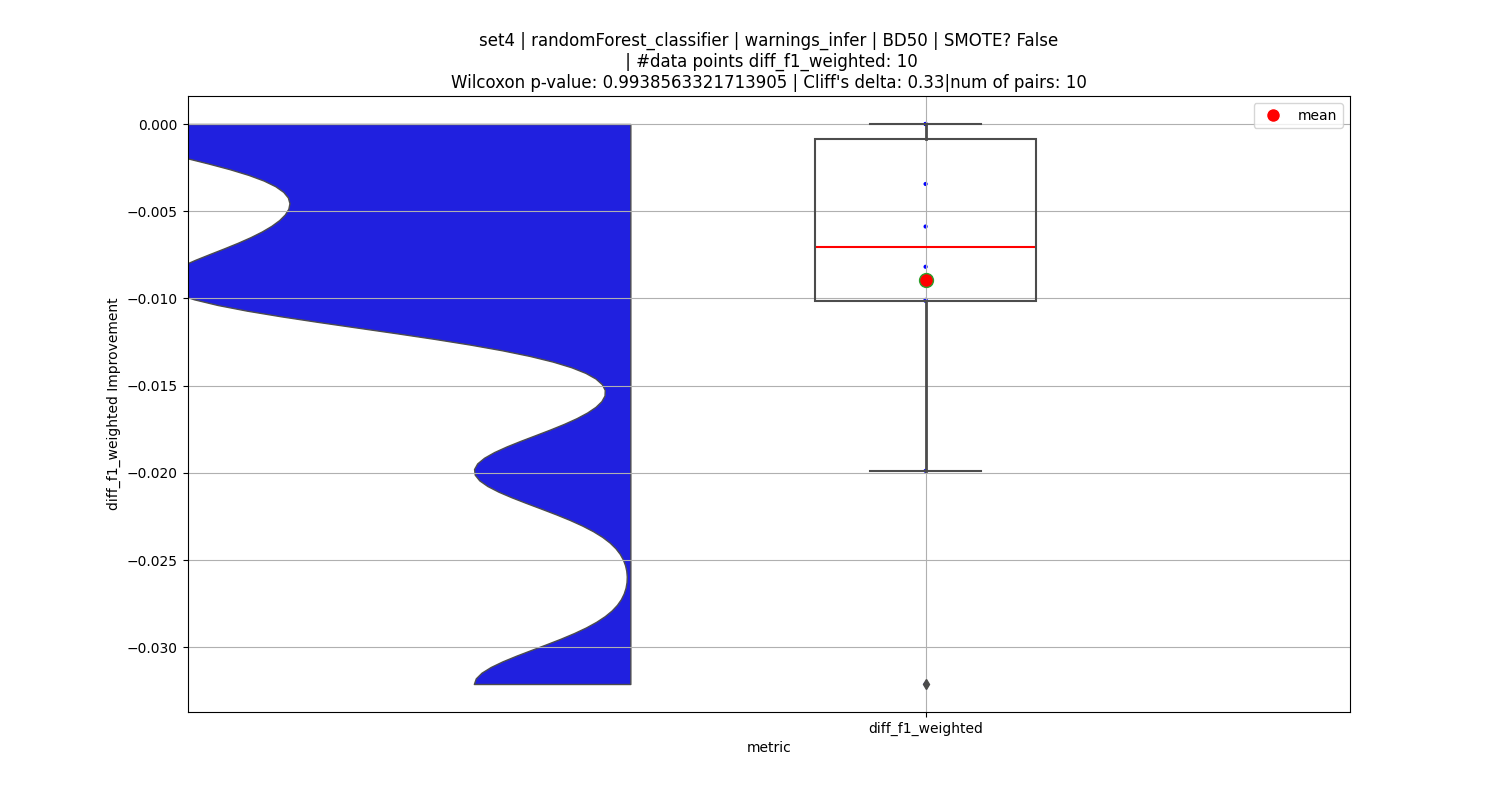 set4 | randomForest_classifier | warnings_infer | BD50 | SMOTE? False
| #data points diff_f1_weighted: 10
Wilcoxon p-value: 0.9938563321713905 | Cliff's delta: 0.33|num of pairs: 10
mean
0.000
−0.005
−0.010
−0.015
−0.020
−0.025
−0.030
diff_f1_weighted Improvement
diff_f1_weighted
metric